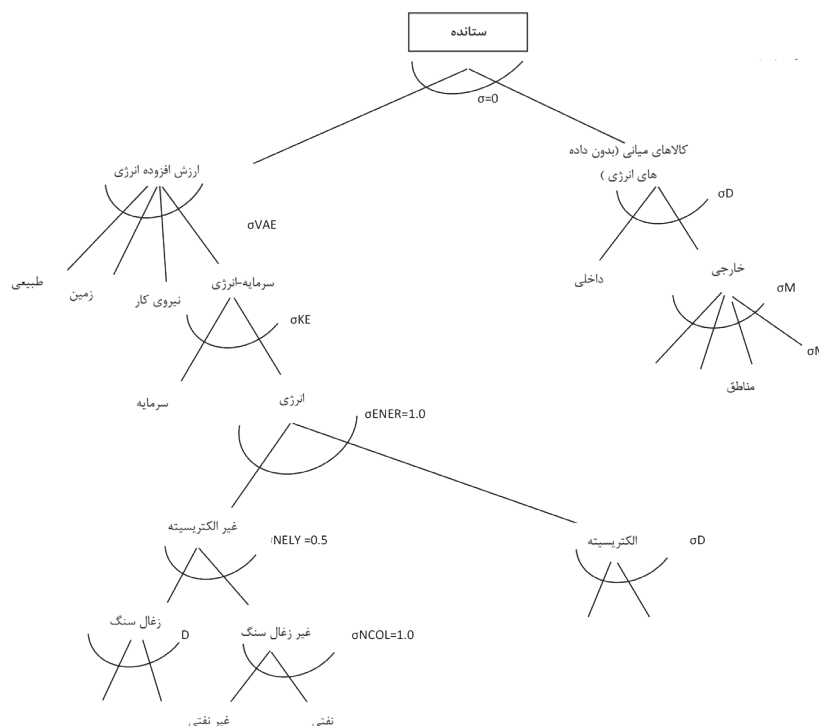 ستانده
σ=0
کالاهای میانی (بدون داده
های انرژی )
ارزش افزوده انرژی
σD
σVAE
خارجی
داخلی
سرمایه-انرژی
نیروی کار
زمین
طبیعی
σM
σKE
σM
مناطق
انرژی
سرمایه
σENER=1.0
غیر الکتریسیته
NELY =0.5
الکتریسیته
σD
زغال سنگ
D
غیر زغال سنگ
σNCOL=1.0
نفتی
غیر نفتی